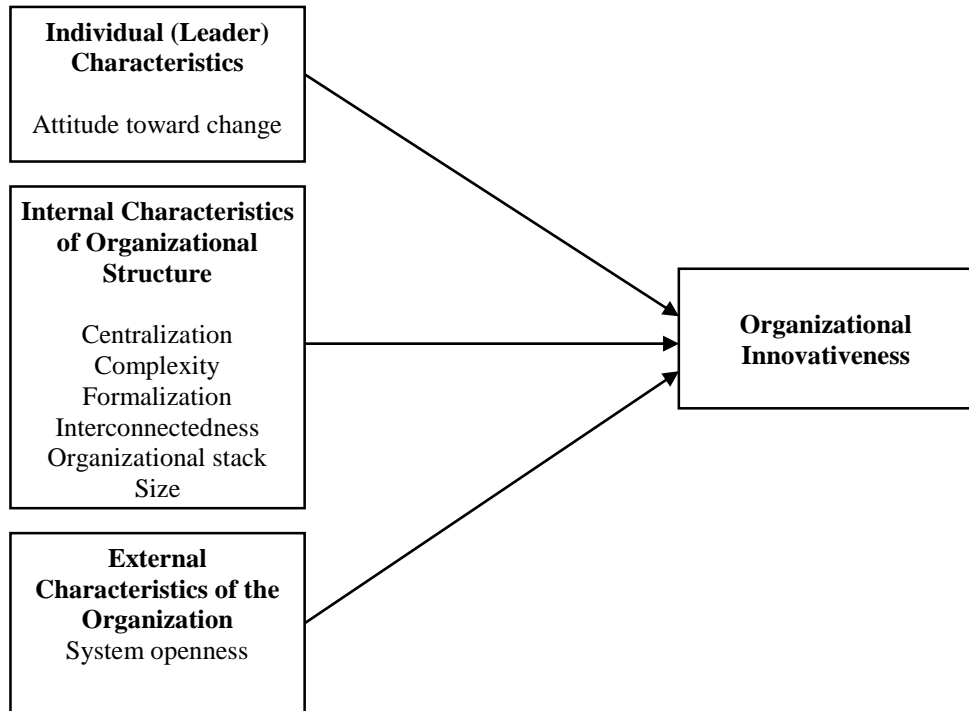 Individual (Leader)
Characteristics
Attitude toward change
Internal Characteristics
of Organizational
Structure
Centralization
Complexity
Formalization
Interconnectedness
Organizational stack
Size
External
Characteristics of the
Organization
System openness
Organizational
Innovativeness